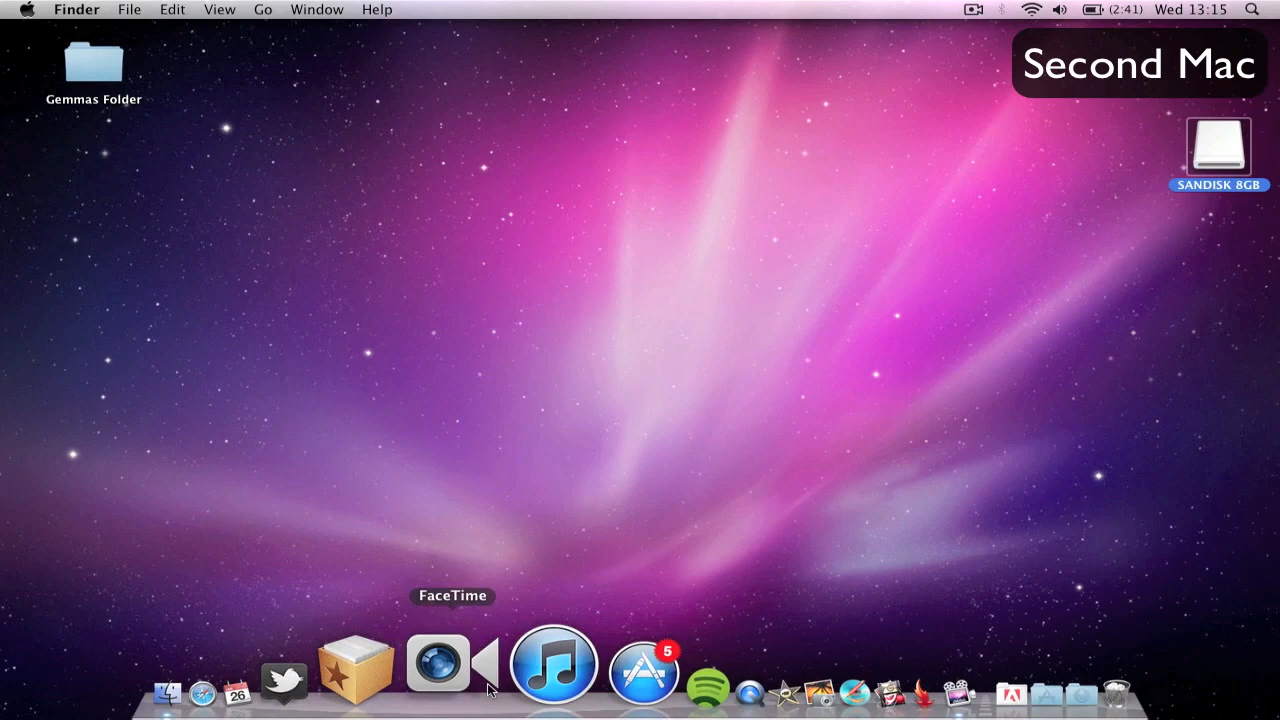 Finder File Edit View Go Window Help (2:41) Wed 13:15
Second Mac
Gemmas Folder
SANDISK 8GB
FaceTime
5
26